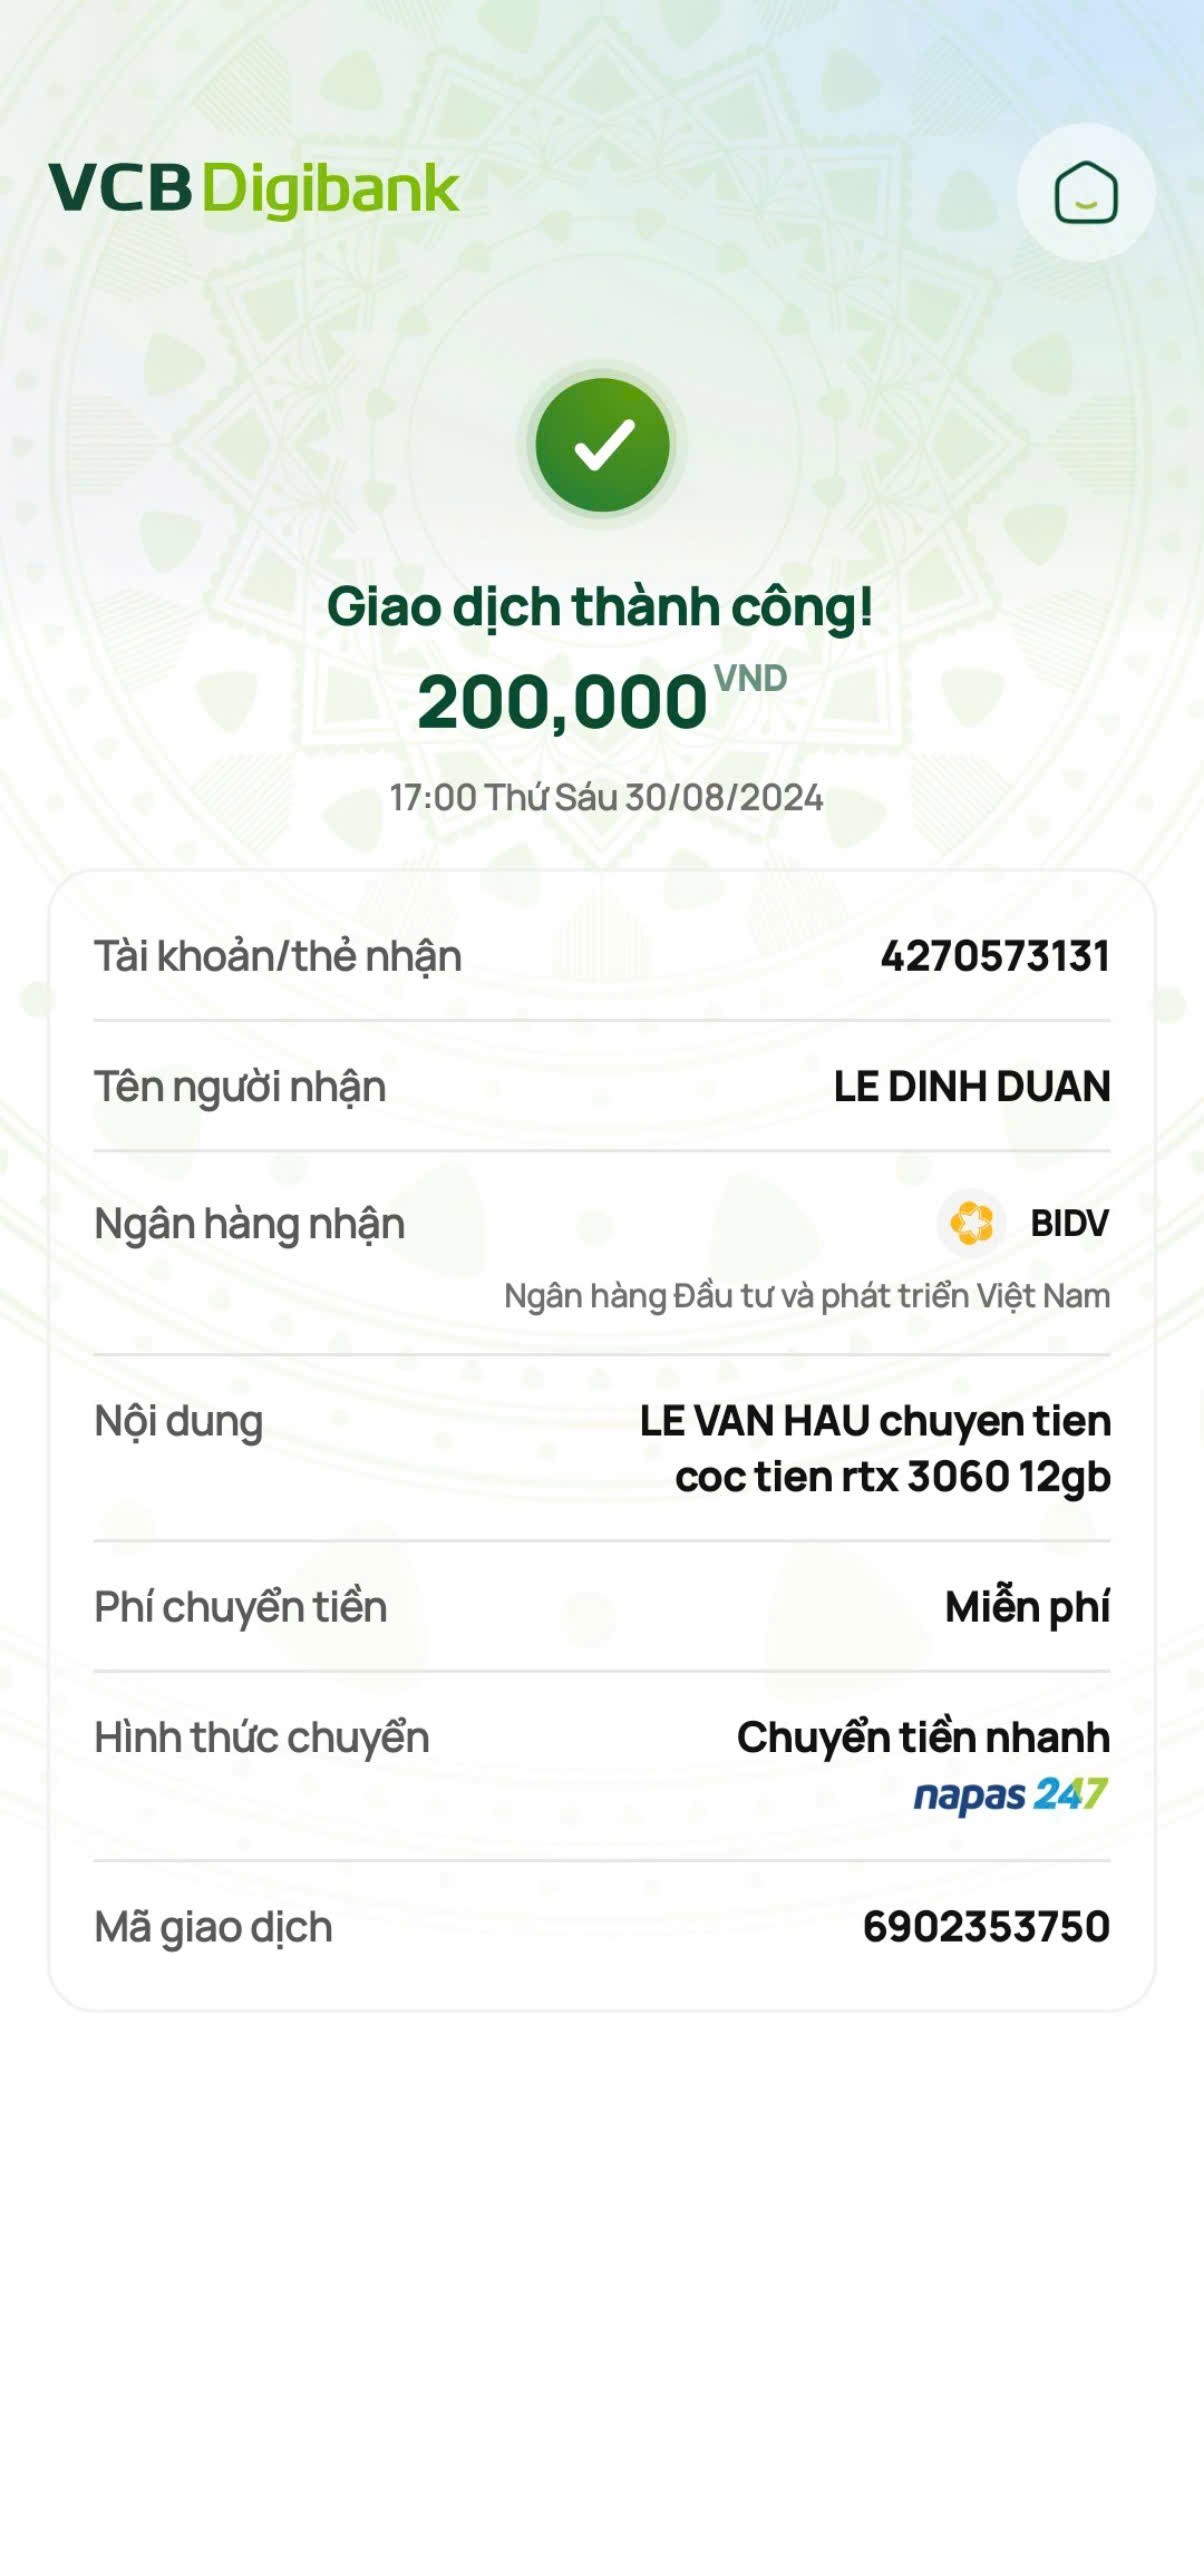 VCB Digibank
Giao dịch thành công!
200,000 VND
17:00 Thứ Sáu 30/08/2024
Tài khoản/thẻ nhận 4270573131
Tên người nhận LE DINH DUAN
Ngân hàng nhận BIDV
Ngân hàng Đầu tư và phát triển Việt Nam
Nội dung LE VAN HAU chuyen tien
coc tien rtx 3060 12gb
Phí chuyển tiền Miễn phí
Hình thức chuyển Chuyển tiền nhanh
napas 247
Mã giao dịch 6902353750